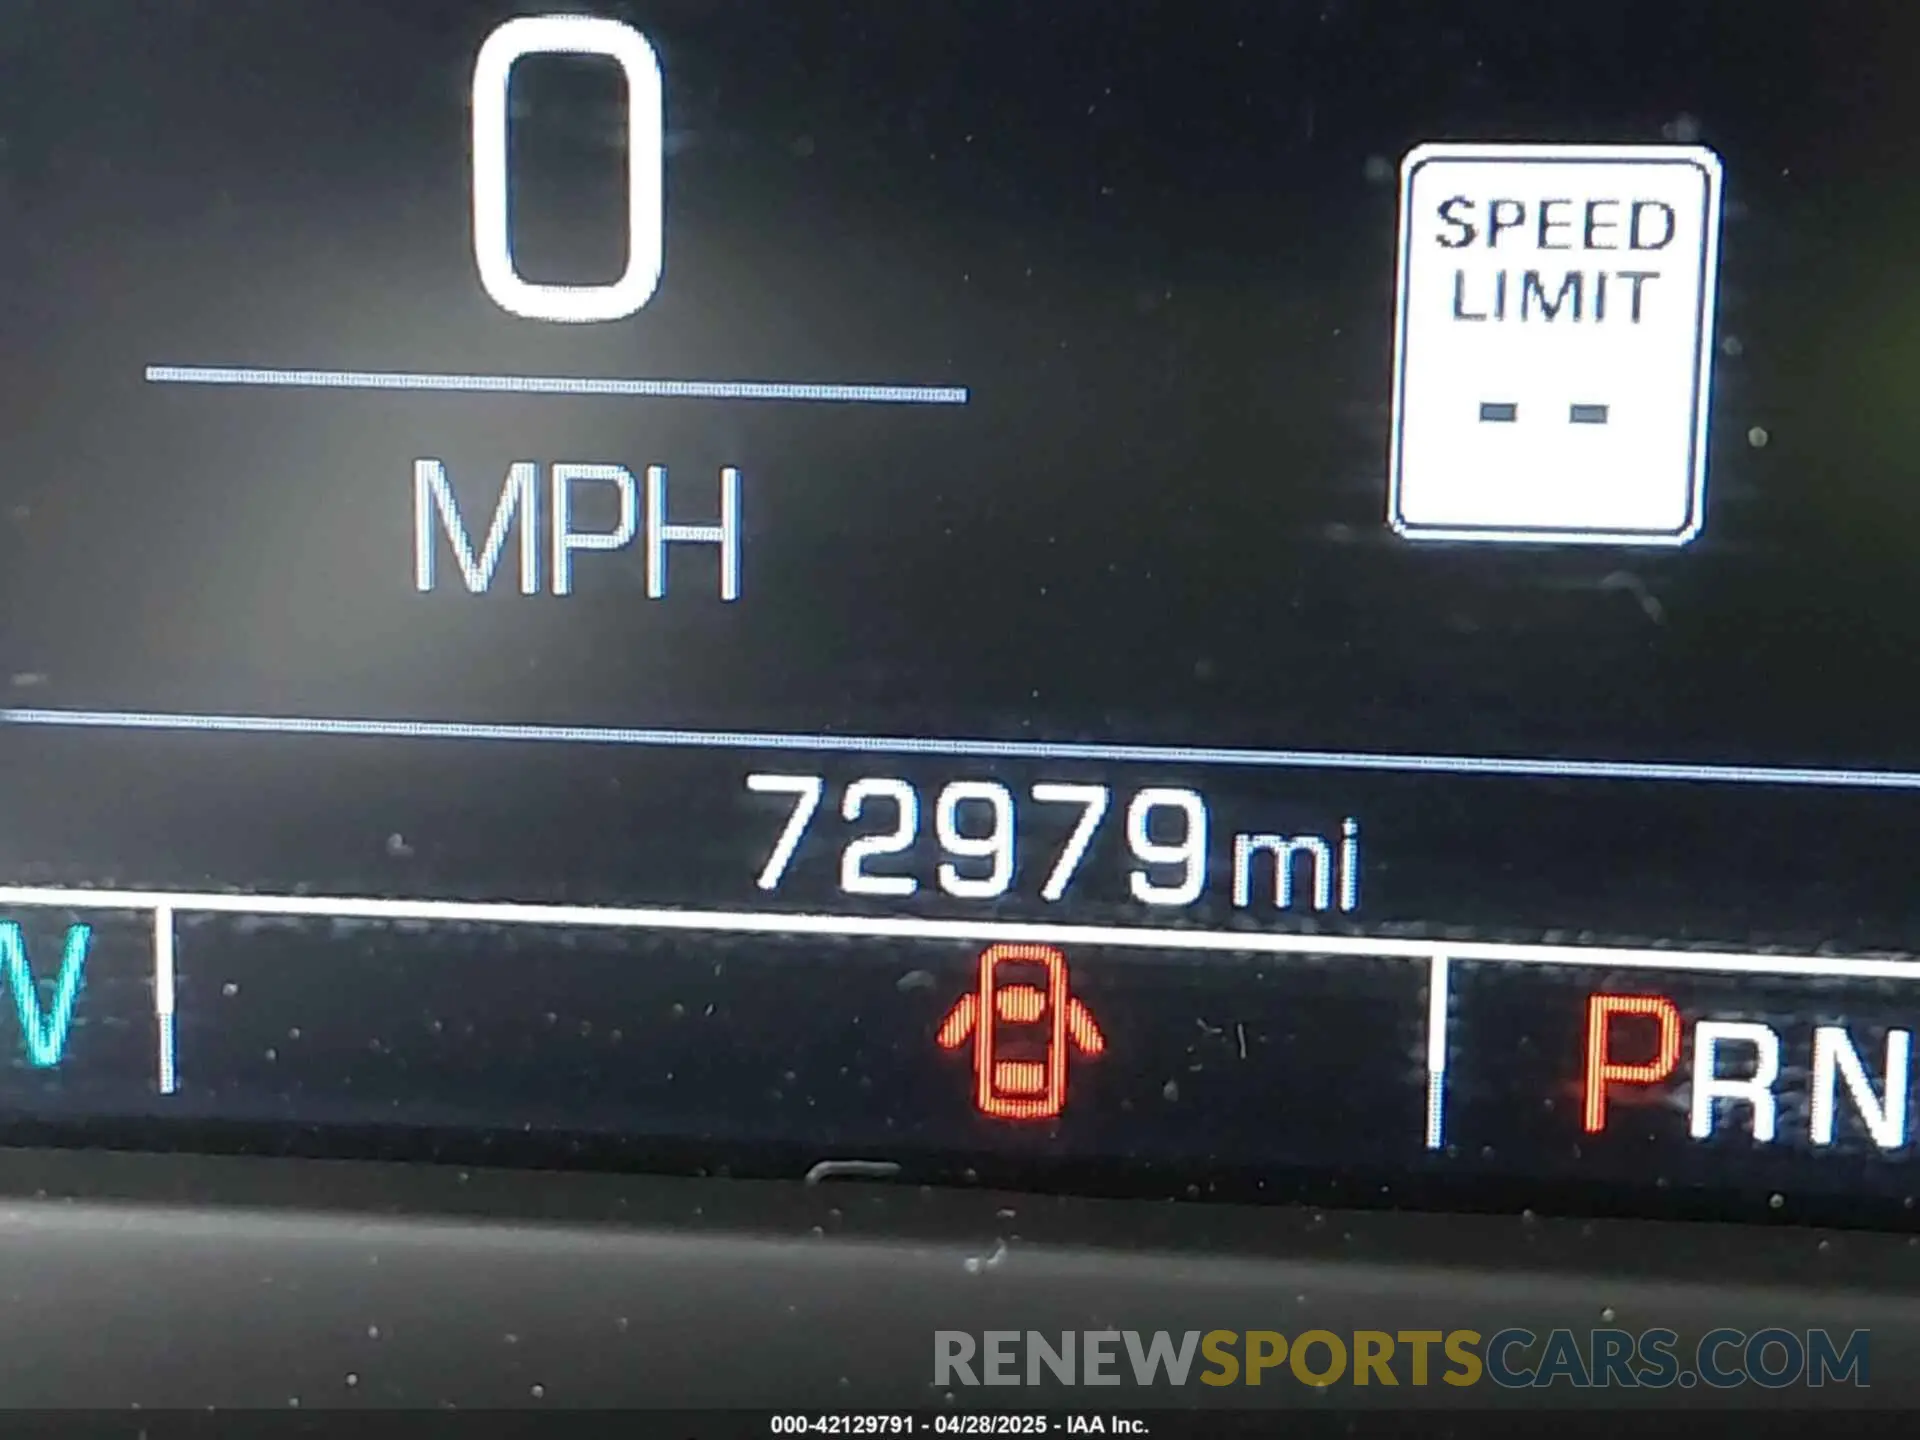 0
SPEED
LIMIT
- -
MPH
72979 mi
V
PRN
RENEWSPORTSCARS.COM
000-42129791 - 04/28/2025 - IAA Inc.